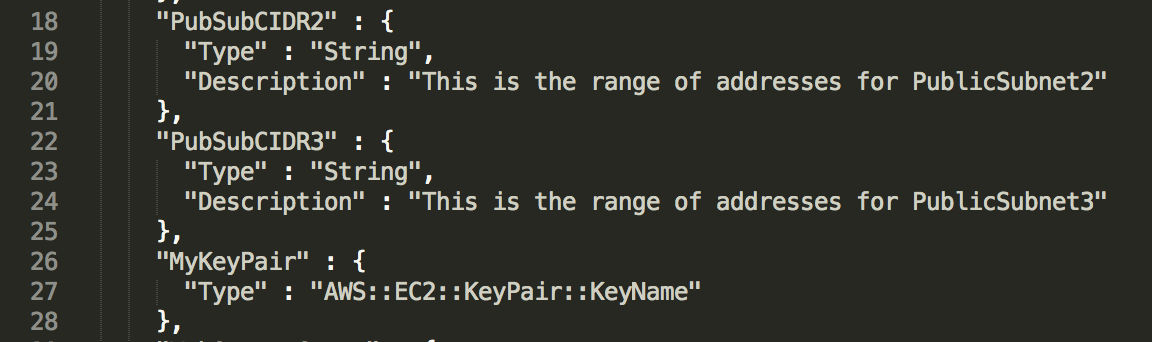 18 "PubSubCIDR2" : {
19 "Type" : "String",
20 "Description" : "This is the range of addresses for PublicSubnet2"
21 },
22 "PubSubCIDR3" : {
23 "Type" : "String",
24 "Description" : "This is the range of addresses for PublicSubnet3"
25 },
26 "MyKeyPair" : {
27 "Type" : "AWS::EC2::KeyPair::KeyName"
28 },